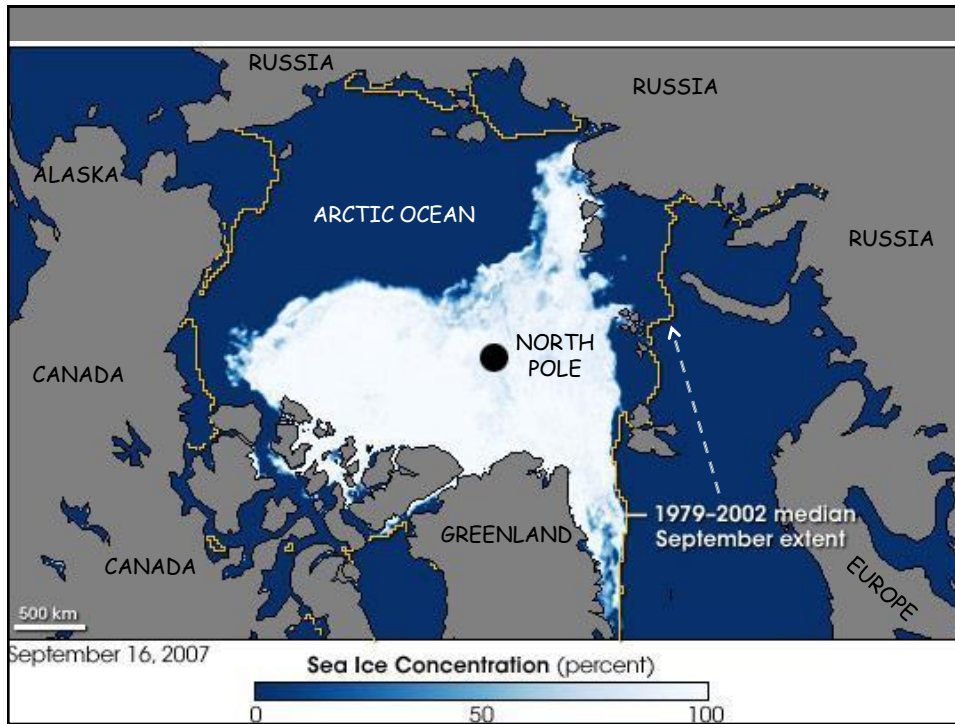 RUSSIA
RUSSIA
ALASKA
ARCTIC OCEAN
RUSSIA
NORTH
POLE
CANADA
1979–2002 median
September extent
GREENLAND
CANADA
EUROPE
500 km
September 16, 2007
Sea Ice Concentration (percent)
0 50 100